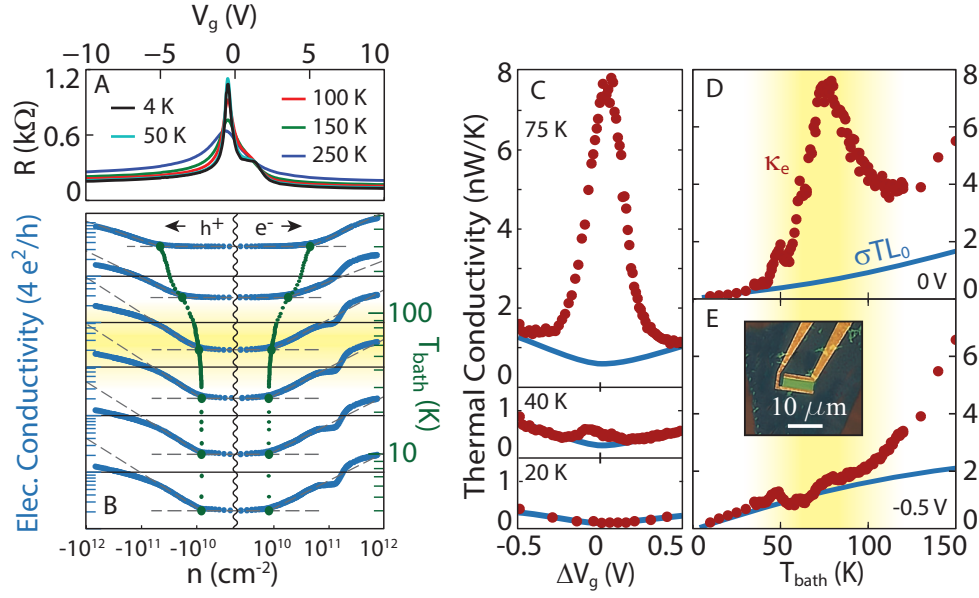 V_g (V)
−10 −5 0 5 10
A
1.2
0.6
0
R (kΩ)
4 K
50 K
100 K
150 K
250 K
h⁺ e⁻
B
Elec. Conductivity (4 e²/h)
100
10
T_bath (K)
-10¹² -10¹¹ -10¹⁰ 10¹⁰ 10¹¹ 10¹²
n (cm⁻²)
Thermal Conductivity (nW/K)
C
75 K
8
6
4
2
0
40 K
1
0
20 K
1
0
-0.5 0 0.5
ΔV_g (V)
D
κ_e
σTL₀
0 V
8
6
4
2
0
E
10 μm
-0.5 V
6
4
2
0
0 50 100 150
T_bath (K)